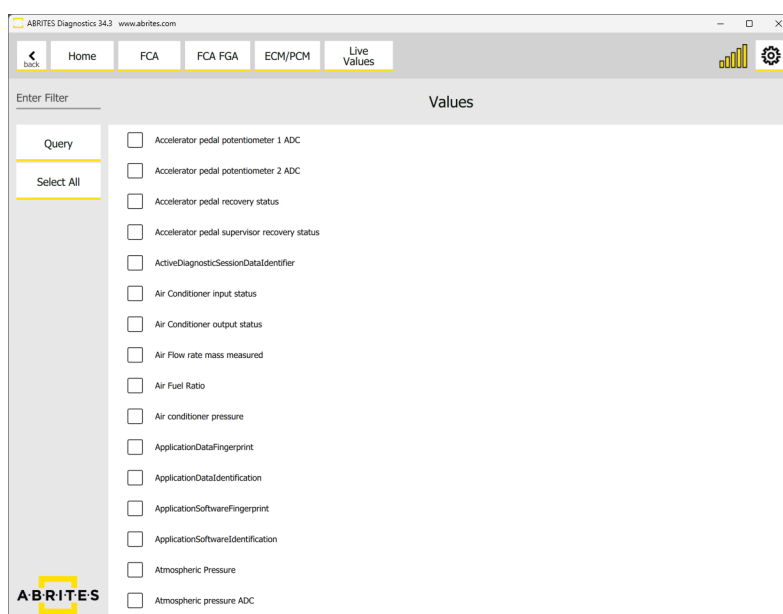 ABRITES Diagnostics 34.3 www.abrites.com
back
Home
FCA
FCA FGA
ECM/PCM
Live
Values
Enter Filter
Values
Query
Select All
Accelerator pedal potentiometer 1 ADC
Accelerator pedal potentiometer 2 ADC
Accelerator pedal recovery status
Accelerator pedal supervisor recovery status
ActiveDiagnosticSessionDataIdentifier
Air Conditioner input status
Air Conditioner output status
Air Flow rate mass measured
Air Fuel Ratio
Air conditioner pressure
ApplicationDataFingerprint
ApplicationDataIdentification
ApplicationSoftwareFingerprint
ApplicationSoftwareIdentification
Atmospheric Pressure
Atmospheric pressure ADC
A·B·R·I·T·E·S